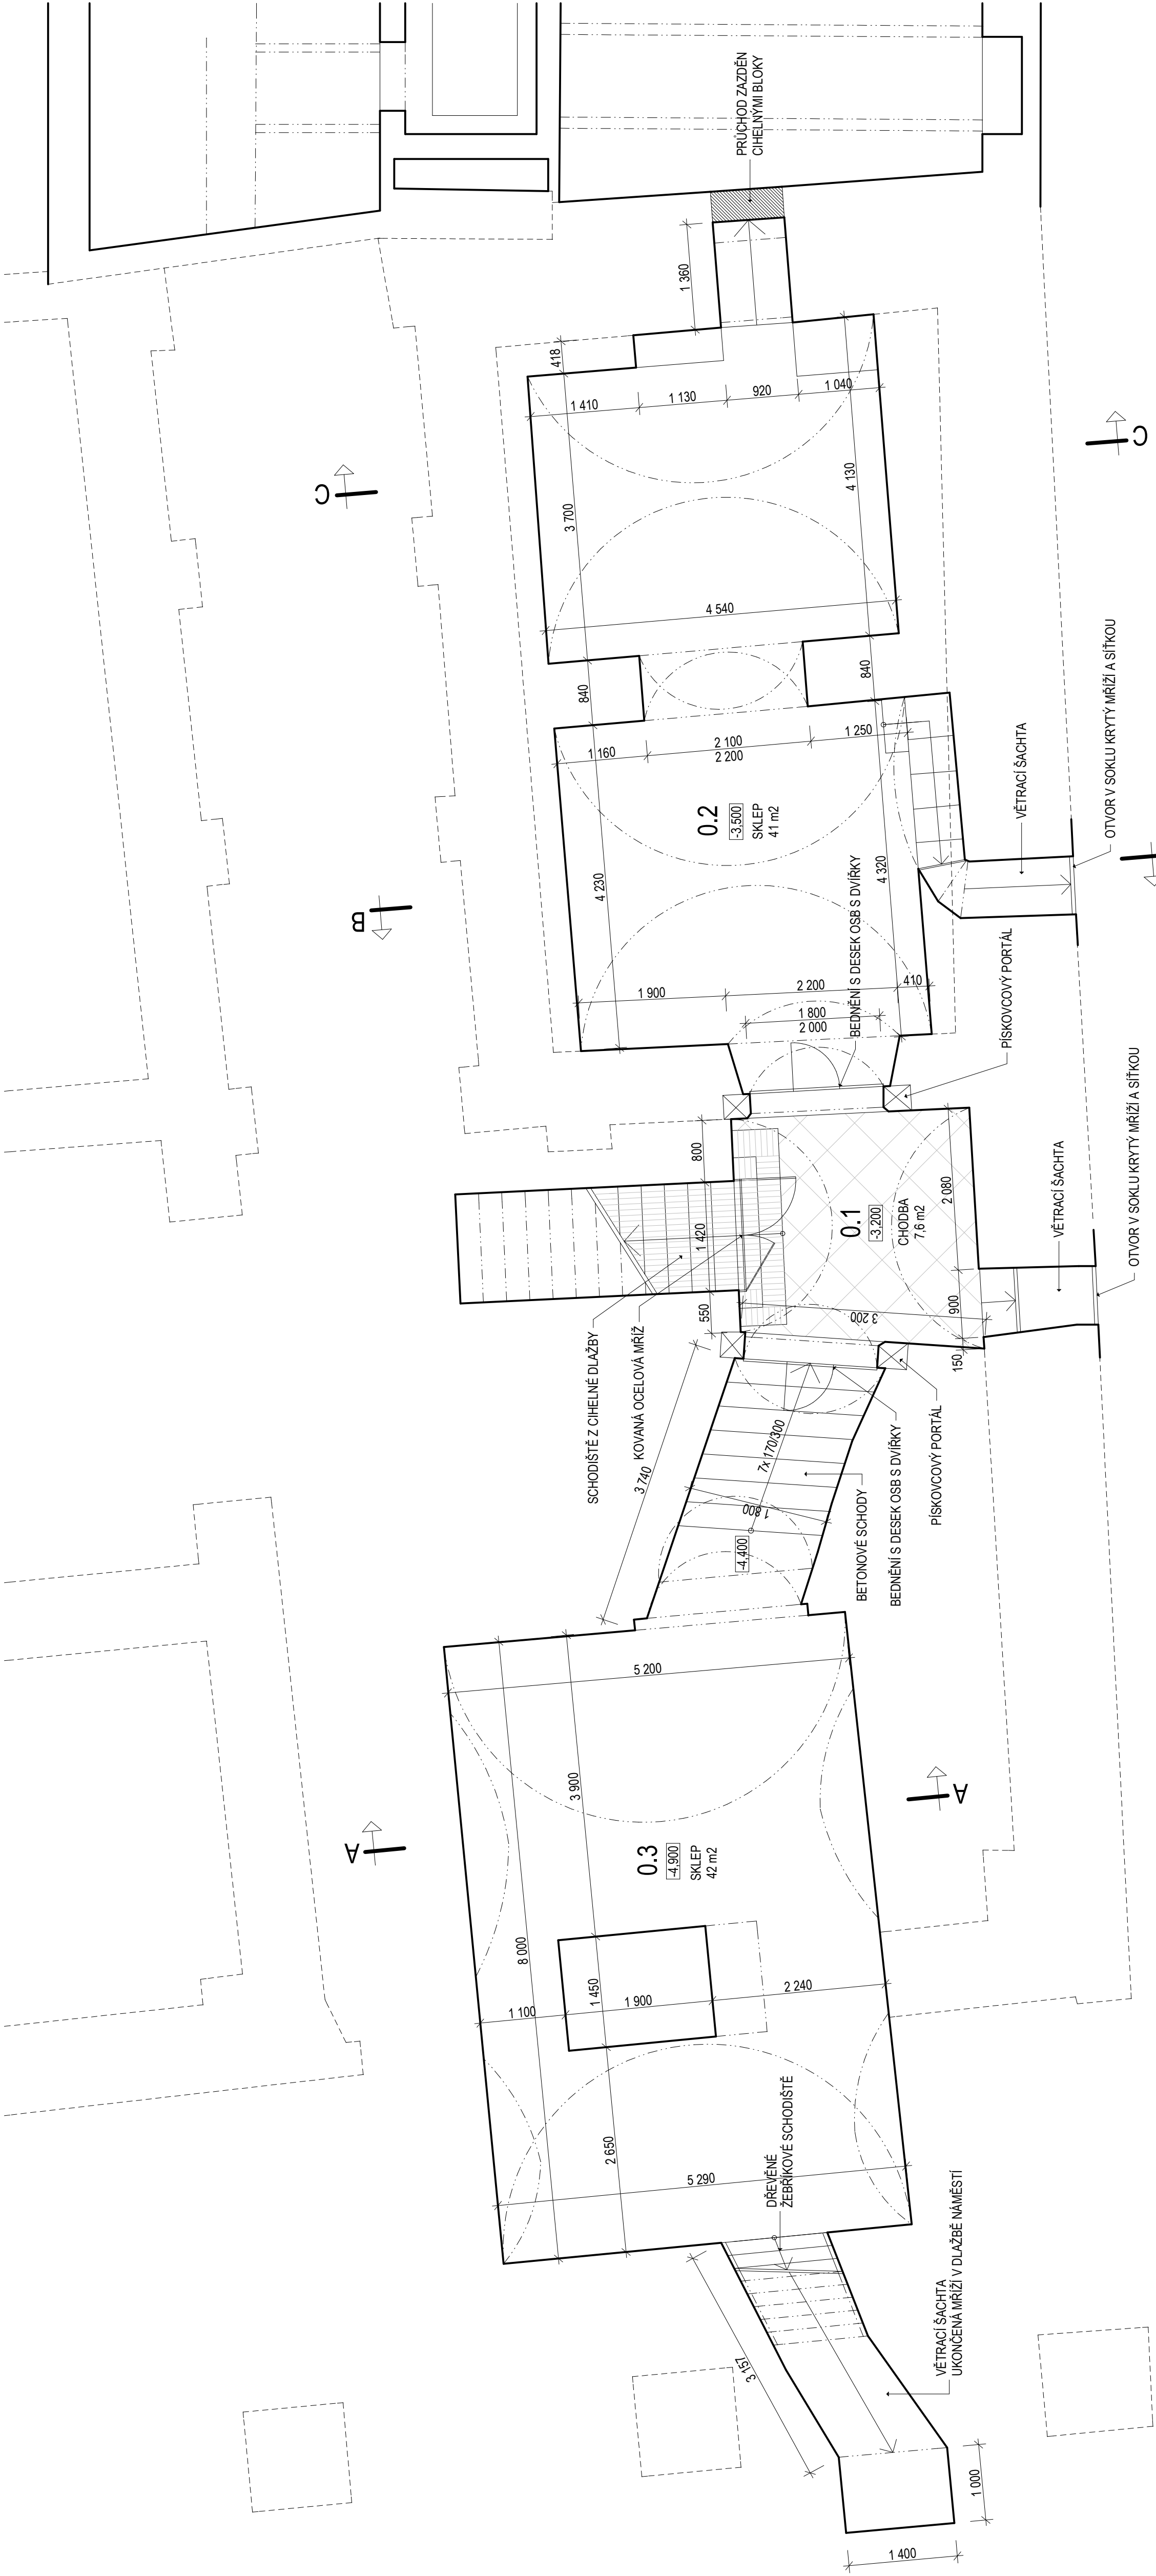 PRŮCHOD ZAZDĚN
CIHELNÝMI BLOKY
1 360
418
1 410
1 130
920
1 040
C
C
3 700
4 130
4 540
840
840
1 160
2 100
2 200
1 250
0.2
-3,500
SKLEP
41 m2
VĚTRACÍ ŠACHTA
OTVOR V SOKLU KRYTÝ MŘÍŽÍ A SÍŤKOU
B
4 230
4 320
BEDNĚNÍ S DESEK OSB S DVÍŘKY
PÍSKOVCOVÝ PORTÁL
1 900
2 200
410
1 800
2 000
800
1 420
550
0.1
-3,200
CHODBA
7,6 m2
2 080
900
150
3 200
VĚTRACÍ ŠACHTA
OTVOR V SOKLU KRYTÝ MŘÍŽÍ A SÍŤKOU
SCHODIŠTĚ Z CIHELNÉ DLAŽBY
KOVANÁ OCELOVÁ MŘÍŽ
3 740
7x 170/300
1 800
-4,400
BETONOVÉ SCHODY
BEDNĚNÍ S DESEK OSB S DVÍŘKY
PÍSKOVCOVÝ PORTÁL
5 200
3 900
A
A
0.3
-4,900
SKLEP
42 m2
8 000
1 100
1 450
1 900
2 240
2 650
5 290
DŘEVĚNÉ
ŽEBŘÍKOVÉ SCHODIŠTĚ
VĚTRACÍ ŠACHTA
UKONČENÁ MŘÍŽÍ V DLAŽBĚ NÁMĚSTÍ
3 157
1 000
1 400